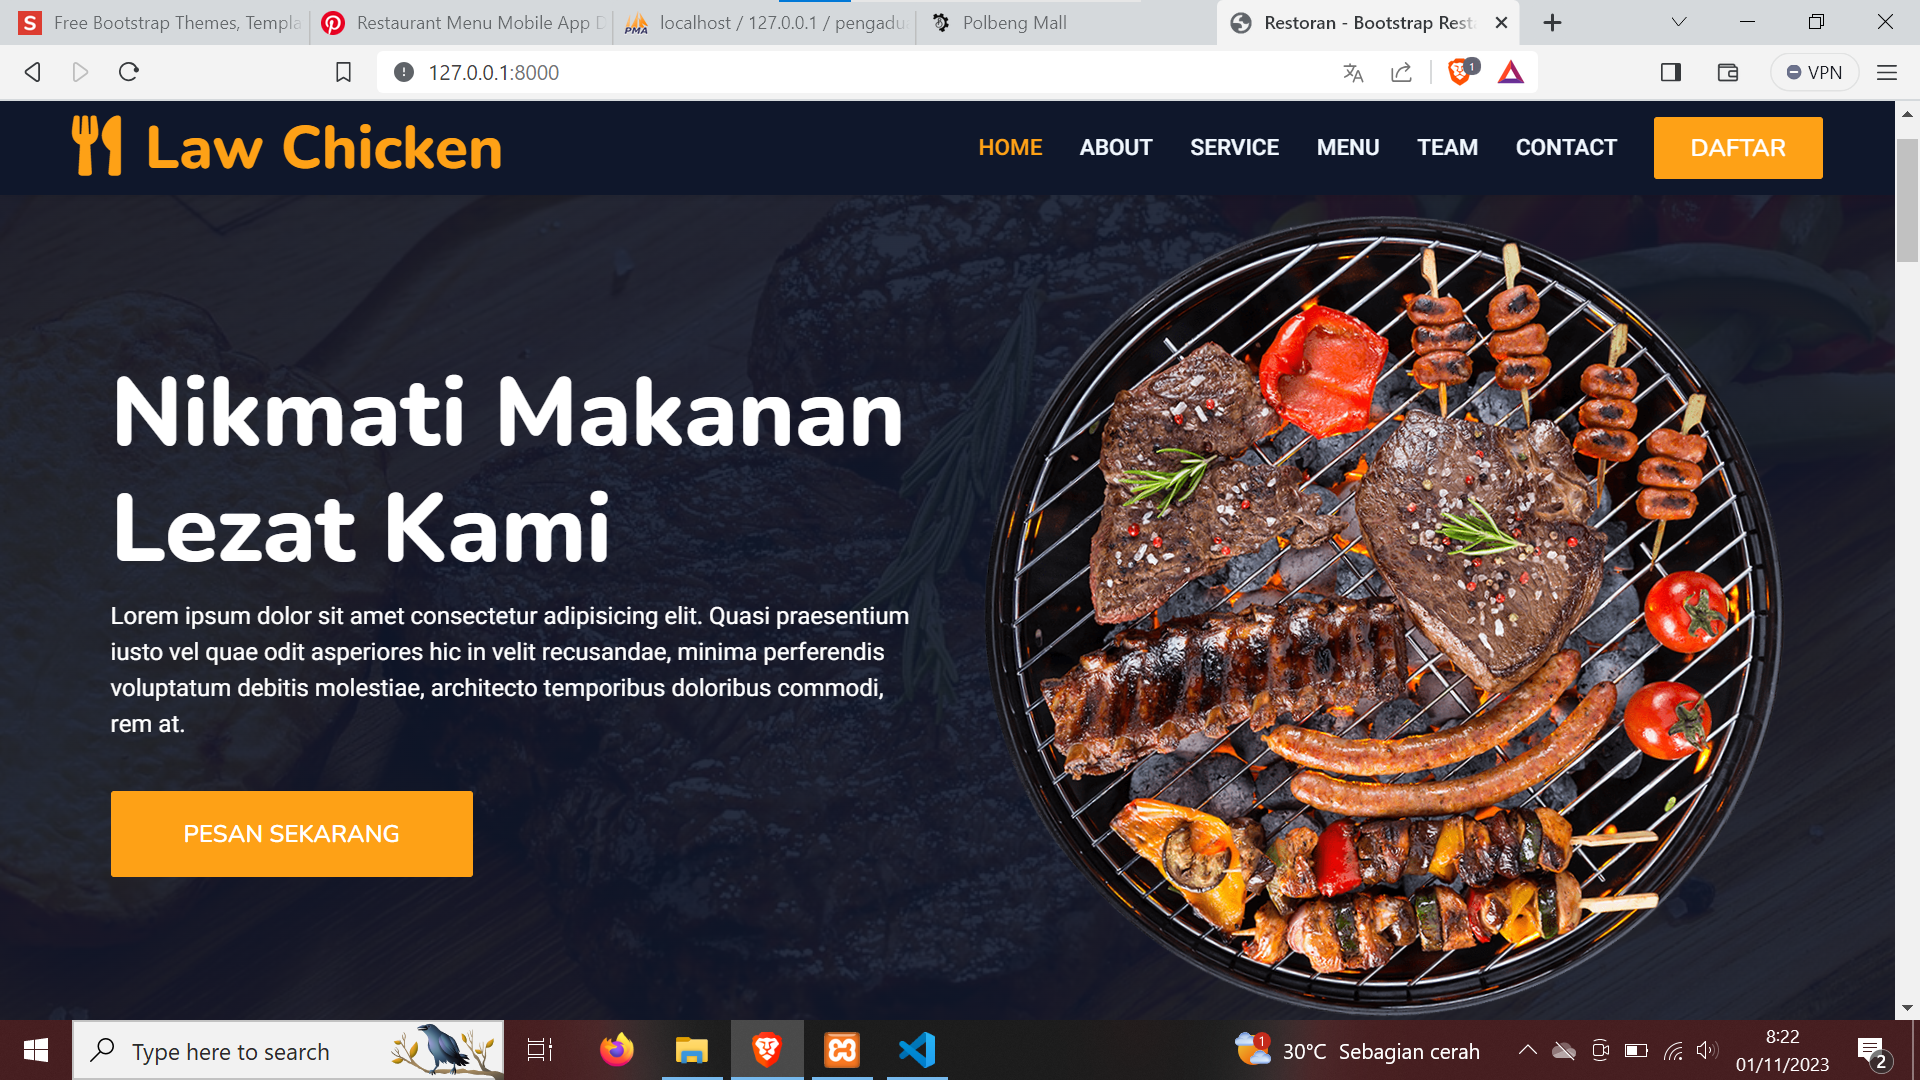 Free Bootstrap Themes, Templa
Restaurant Menu Mobile App D
localhost / 127.0.0.1 / pengadu
Polbeng Mall
Restoran - Bootstrap Rest
127.0.0.1:8000
1
VPN
Law Chicken
HOME ABOUT SERVICE MENU TEAM CONTACT DAFTAR
Nikmati Makanan
Lezat Kami
Lorem ipsum dolor sit amet consectetur adipisicing elit. Quasi praesentium
iusto vel quae odit asperiores hic in velit recusandae, minima perferendis
voluptatum debitis molestiae, architecto temporibus doloribus commodi,
rem at.
PESAN SEKARANG
Type here to search
1
30°C Sebagian cerah
8:22
01/11/2023
2